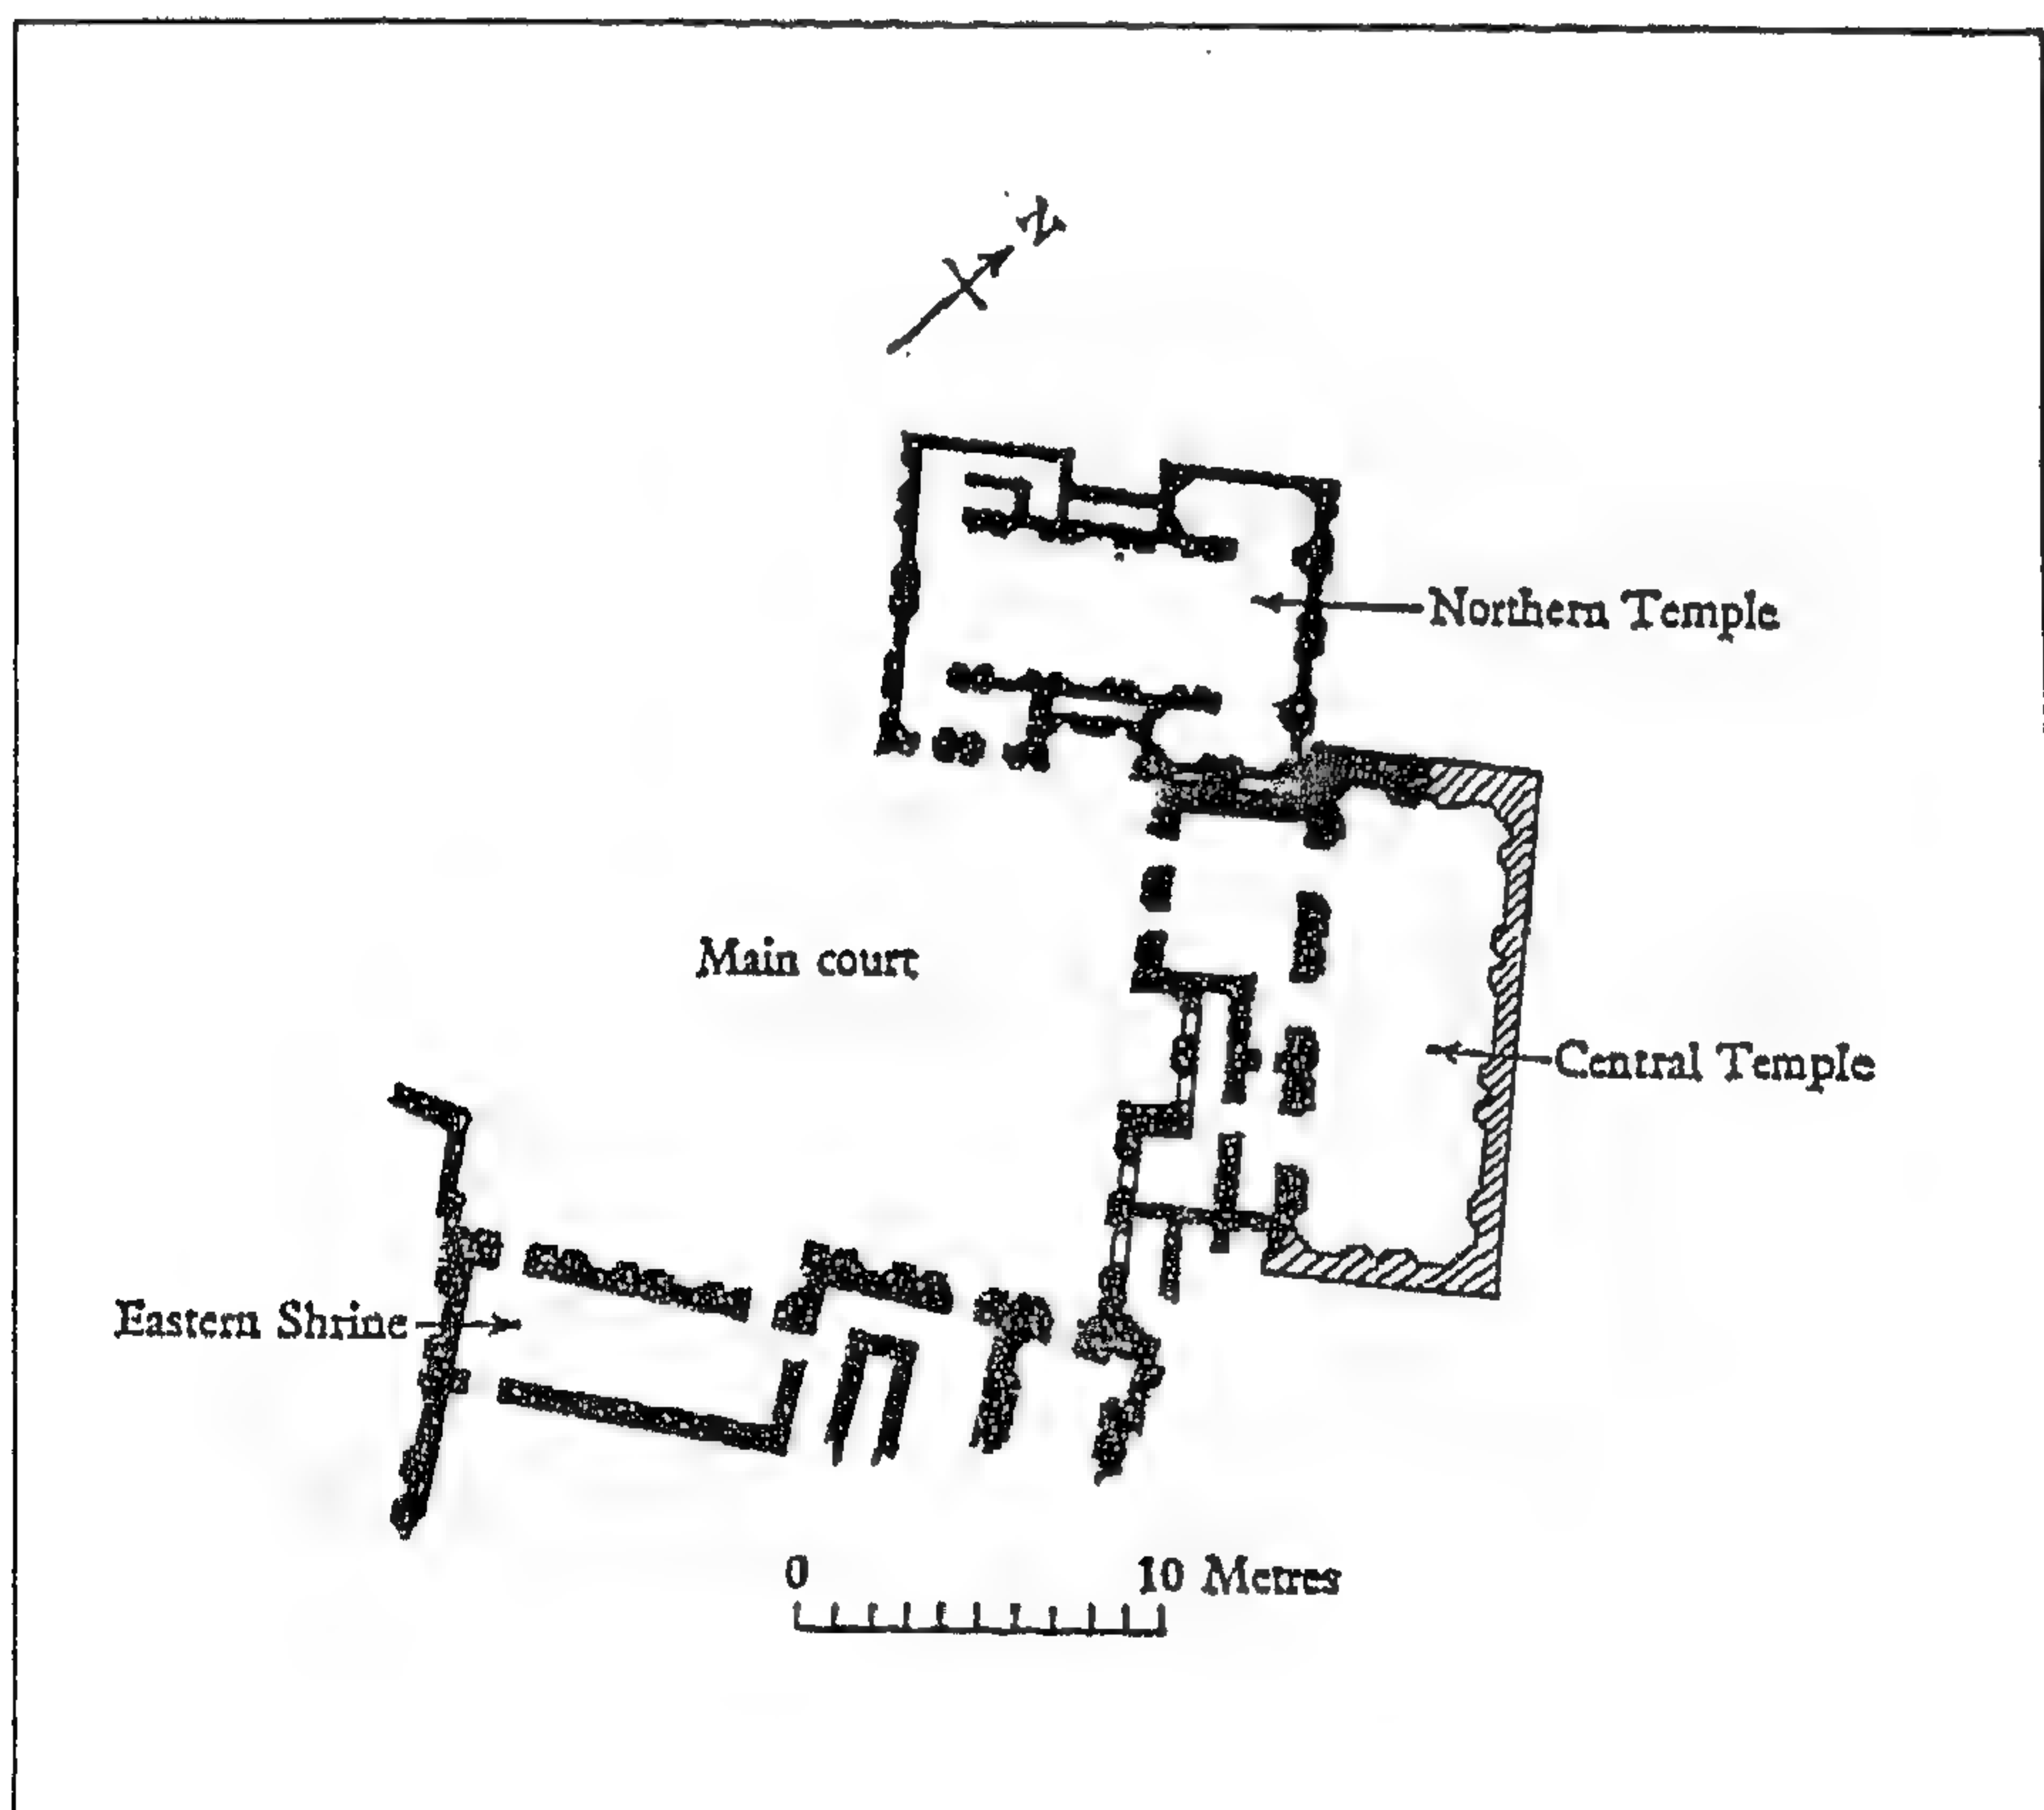 N
Northern Temple
Main court
Central Temple
Eastern Shrine
0 10 Metres